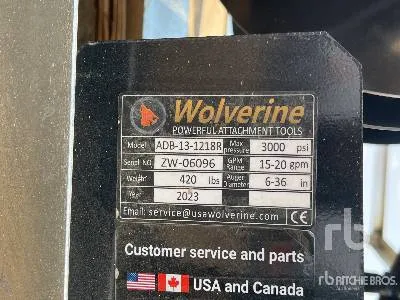 Wolverine
POWERFUL ATTACHMENT TOOLS
Model ADB-13-1218R Max pressure 3000 psi
Serial NO. ZW-06096 GPM Range 15-20 gpm
Weight 420 lbs Auger Diameter 6-36 in
Year 2023
Email: service@usawolverine.com CE
Customer service and parts
USA and Canada
rb
RITCHIE BROS
Auctioneers